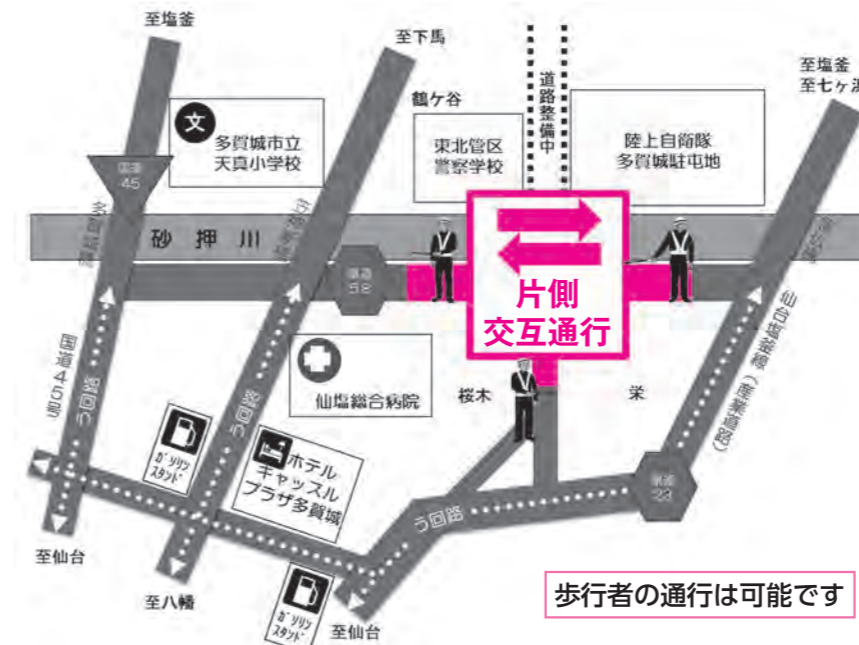 至塩釜
至下馬
至塩釜
至七ヶ浜
鶴ケ谷
道路整備中
文
多賀城市立
天真小学校
東北管区
警察学校
陸上自衛隊
多賀城駐屯地
国道
45
砂押川
県道
58
片側
交互通行
国道45号
う回路
う回路
仙塩総合病院
桜木
栄
仙台塩釜線(産業道路)
ガソリン
スタンド
ホテル
キャッスル
プラザ多賀城
う回路
県道
23
至仙台
至八幡
ガソリン
スタンド
至仙台
歩行者の通行は可能です